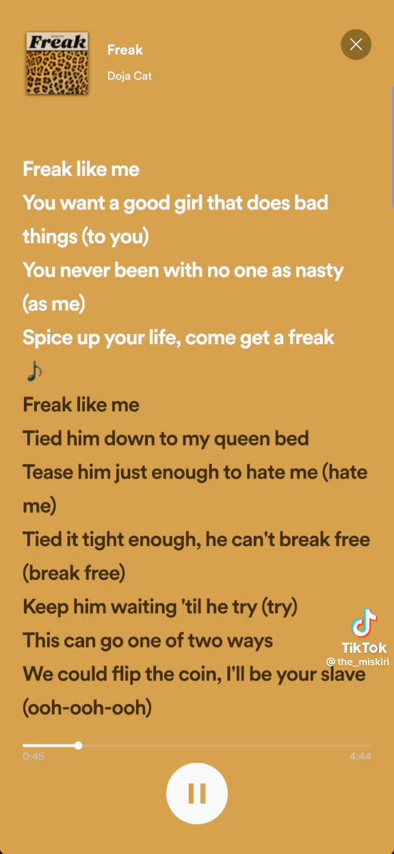 Freak
Freak
Doja Cat
Freak like me
You want a good girl that does bad
things (to you)
You never been with no one as nasty
(as me)
Spice up your life, come get a freak
♪
Freak like me
Tied him down to my queen bed
Tease him just enough to hate me (hate
me)
Tied it tight enough, he can't break free
(break free)
Keep him waiting 'til he try (try)
This can go one of two ways
We could flip the coin, I'll be your slave
(ooh-ooh-ooh)
TikTok
@the_miskiri
0:45
4:44